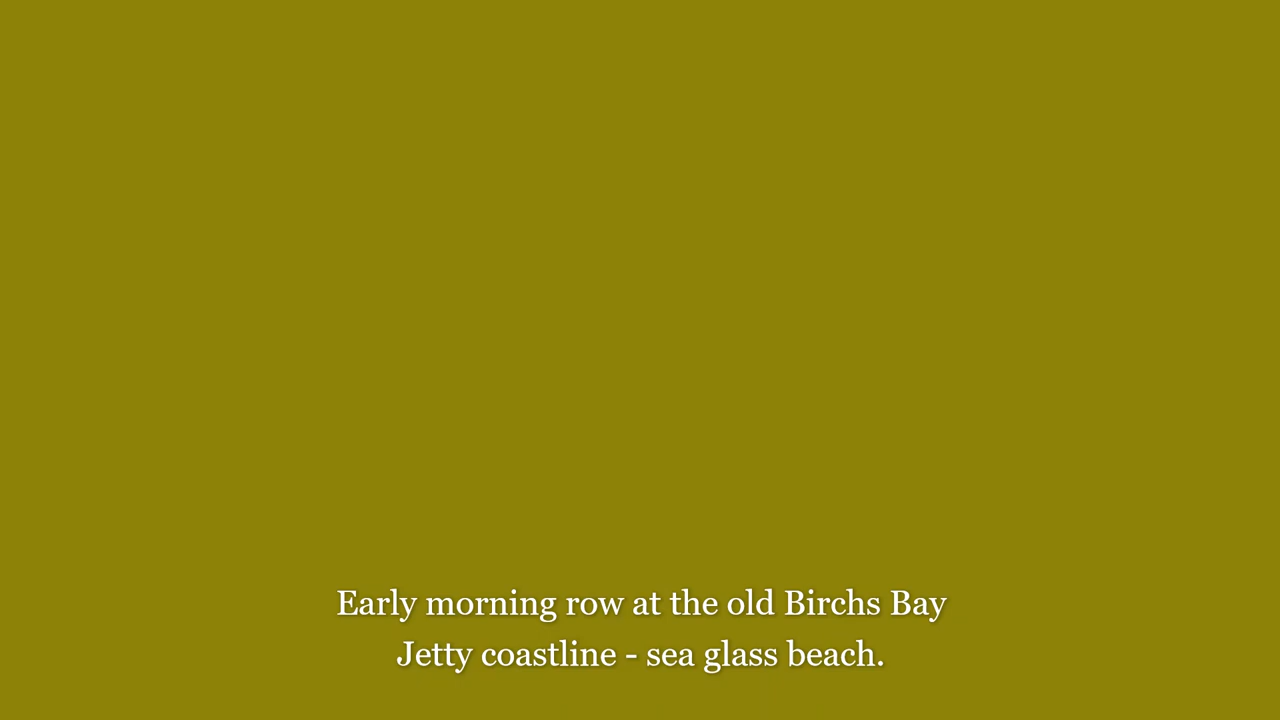 Early morning row at the old Birchs Bay
Jetty coastline - sea glass beach.